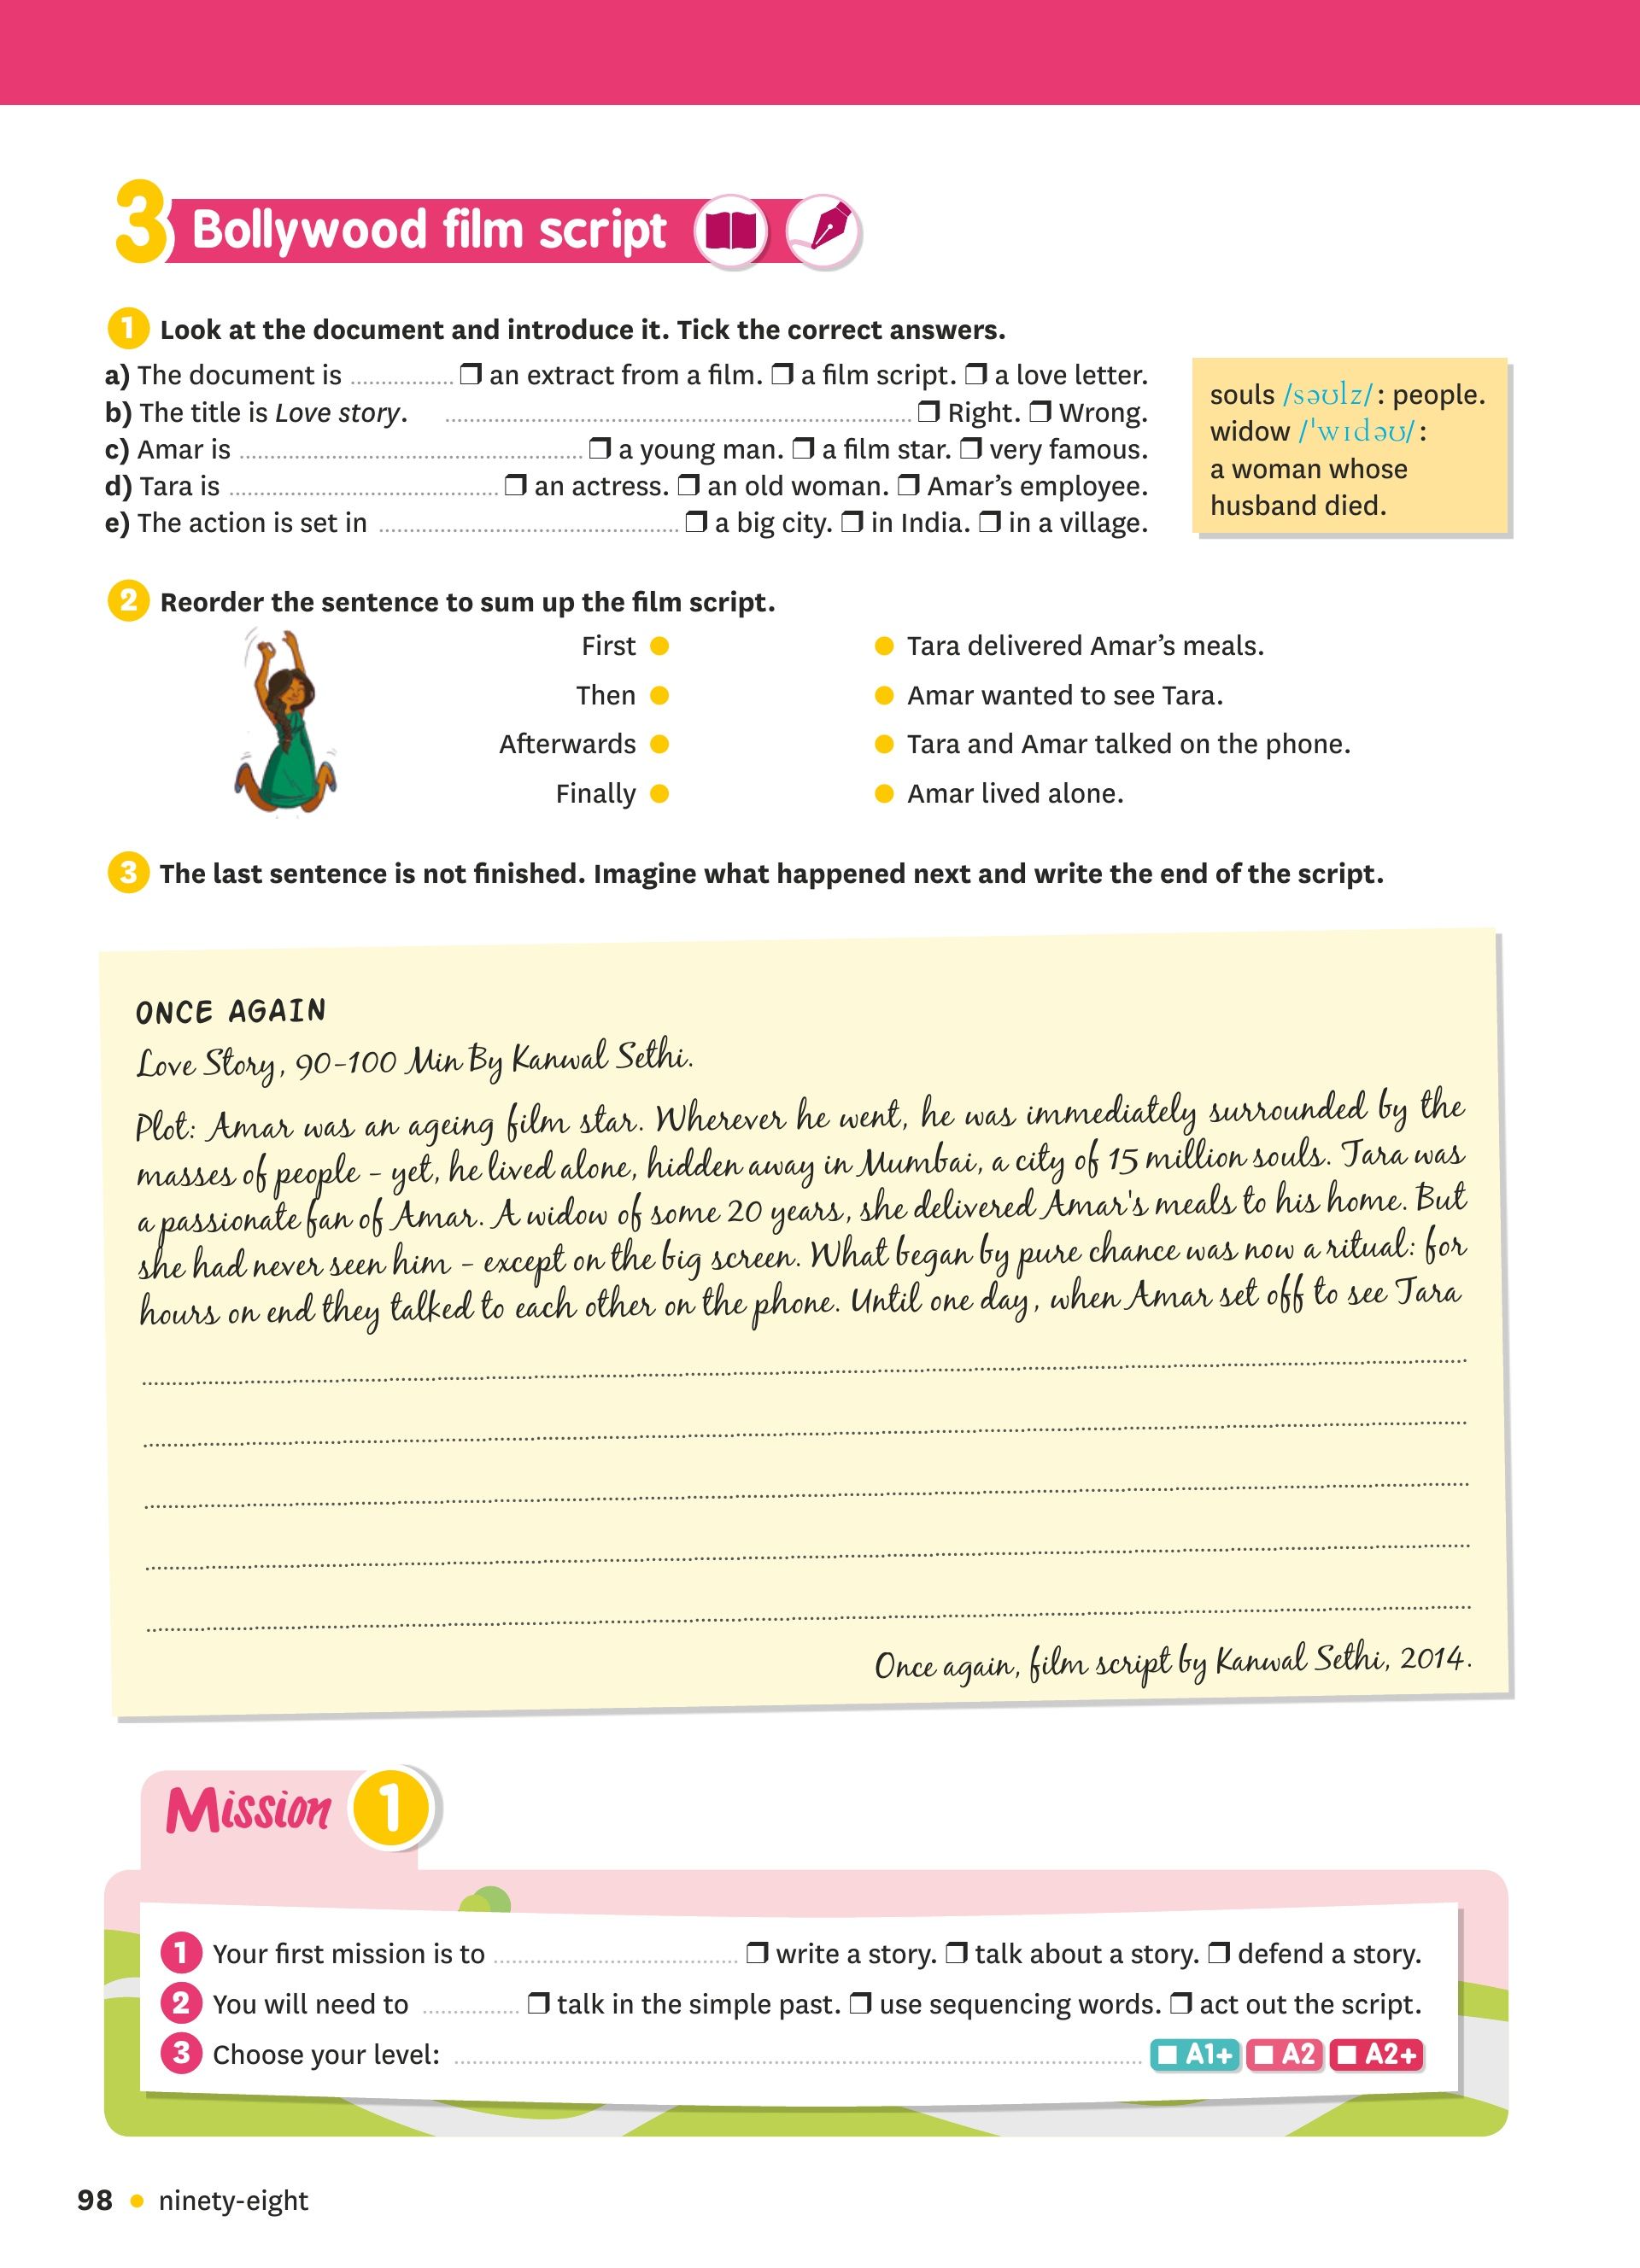 3 Bollywood film script
1 Look at the document and introduce it. Tick the correct answers.
a) The document is ................ ❒ an extract from a film. ❒ a film script. ❒ a love letter.
b) The title is Love story. ................ ❒ Right. ❒ Wrong.
c) Amar is ................ ❒ a young man. ❒ a film star. ❒ very famous.
d) Tara is ................ ❒ an actress. ❒ an old woman. ❒ Amar's employee.
e) The action is set in ................ ❒ a big city. ❒ in India. ❒ in a village.
souls /səʊlz/: people.
widow /ˈwɪdəʊ/:
a woman whose
husband died.
2 Reorder the sentence to sum up the film script.
First ● ● Tara delivered Amar's meals.
Then ● ● Amar wanted to see Tara.
Afterwards ● ● Tara and Amar talked on the phone.
Finally ● ● Amar lived alone.
3 The last sentence is not finished. Imagine what happened next and write the end of the script.
ONCE AGAIN
Love Story, 90-100 Min By Kanwal Sethi.
Plot: Amar was an ageing film star. Wherever he went, he was immediately surrounded by the
masses of people - yet, he lived alone, hidden away in Mumbai, a city of 15 million souls. Tara was
a passionate fan of Amar. A widow of some 20 years, she delivered Amar's meals to his home. But
she had never seen him - except on the big screen. What began by pure chance was now a ritual: for
hours on end they talked to each other on the phone. Until one day, when Amar set off to see Tara
Once again, film script by Kanwal Sethi, 2014.
Mission 1
1 Your first mission is to ................ ❒ write a story. ❒ talk about a story. ❒ defend a story.
2 You will need to ................ ❒ talk in the simple past. ❒ use sequencing words. ❒ act out the script.
3 Choose your level: ................ ■ A1+ ■ A2 ■ A2+
98 • ninety-eight